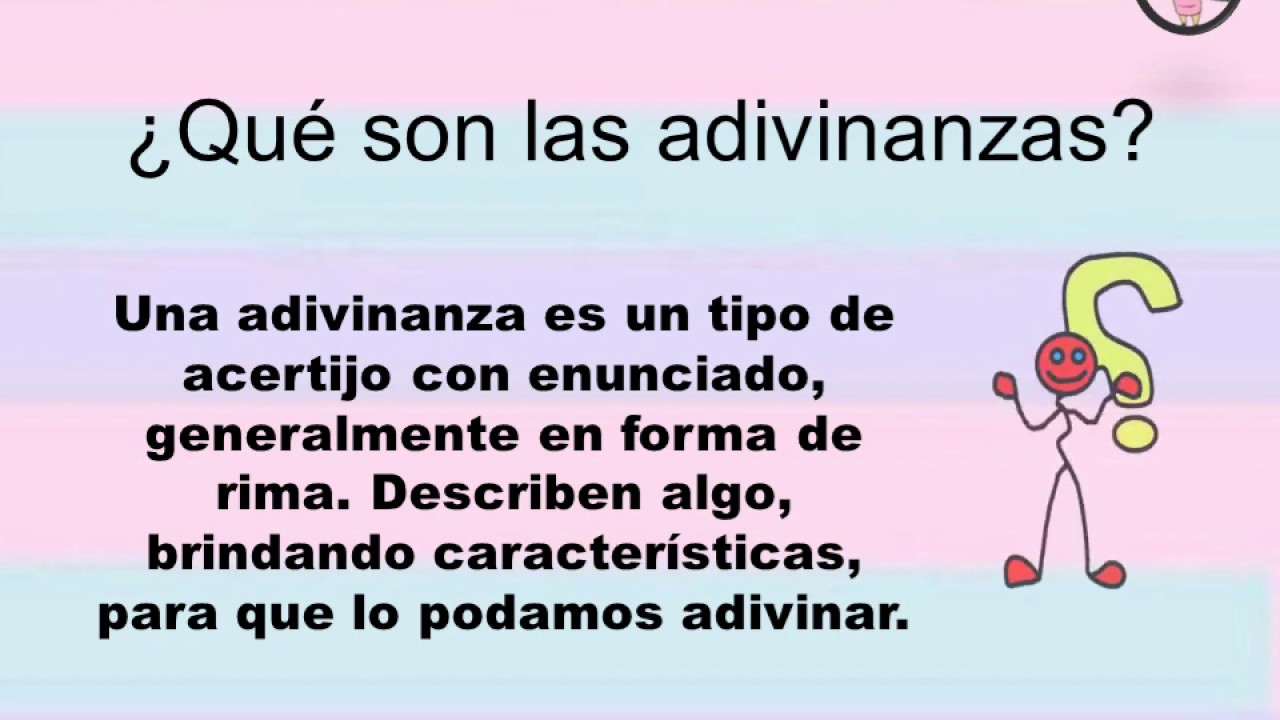 ¿Qué son las adivinanzas?
Una adivinanza es un tipo de
acertijo con enunciado,
generalmente en forma de
rima. Describen algo,
brindando características,
para que lo podamos adivinar.